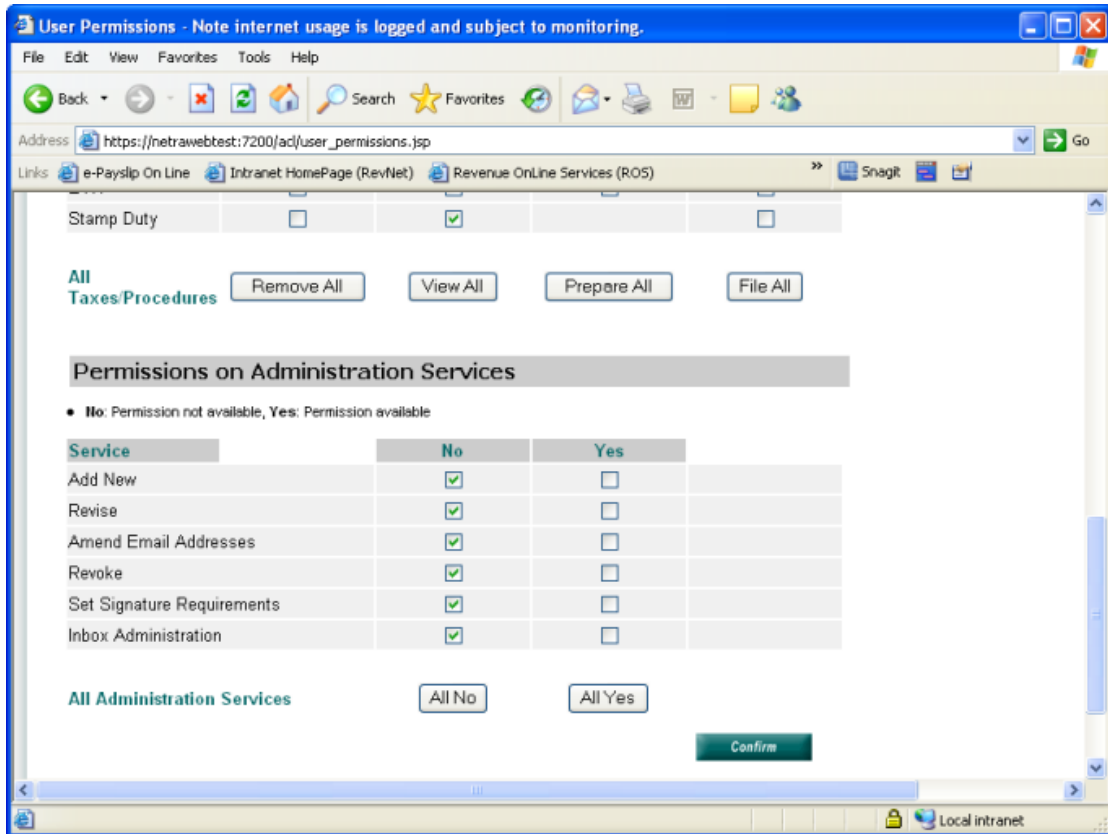 User Permissions - Note internet usage is logged and subject to monitoring.
File Edit View Favorites Tools Help
Back Search Favorites
Address https://netrawebtest:7200/acl/user_permissions.jsp Go
Links e-Payslip On Line Intranet HomePage (RevNet) Revenue OnLine Services (ROS) » SnagIt
Stamp Duty
All
Taxes/Procedures Remove All View All Prepare All File All
Permissions on Administration Services
• No: Permission not available, Yes: Permission available
Service No Yes
Add New
Revise
Amend Email Addresses
Revoke
Set Signature Requirements
Inbox Administration
All Administration Services All No All Yes
Confirm
Local intranet